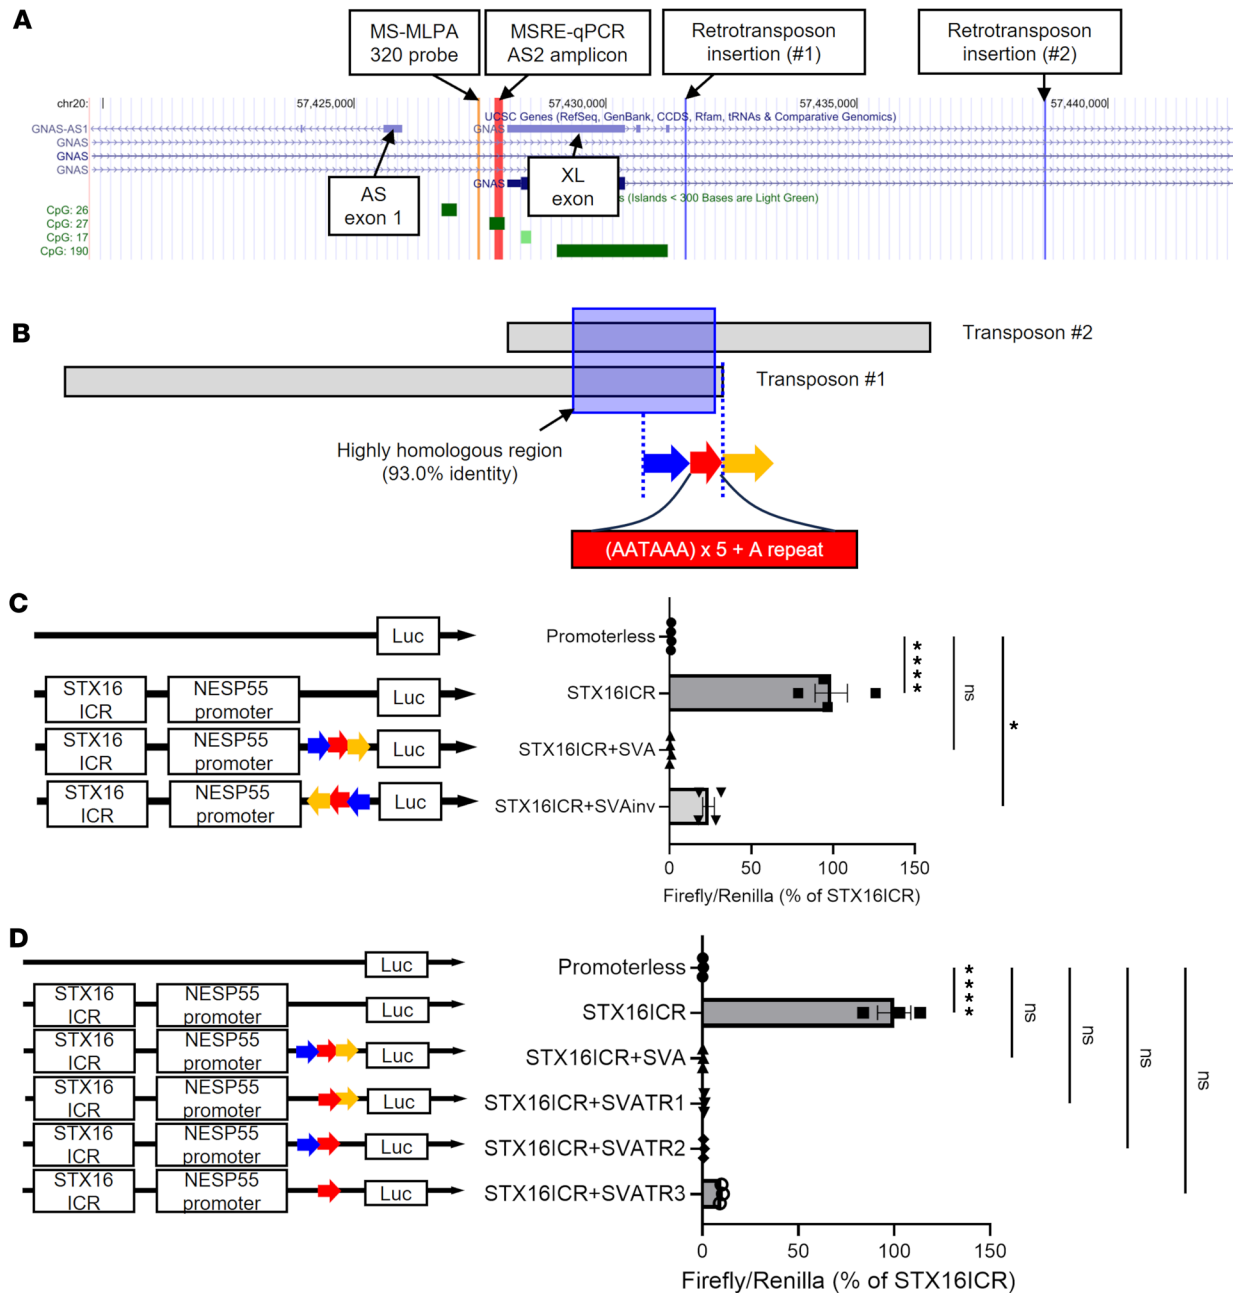 A
MS-MLPA
320 probe
MSRE-qPCR
AS2 amplicon
Retrotransposon
insertion (#1)
Retrotransposon
insertion (#2)
chr20:
57,425,000
57,430,000
57,435,000
57,440,000
UCSC Genes (RefSeq, GenBank, CCDS, Rfam, tRNAs & Comparative Genomics)
GNAS-AS1
GNAS
GNAS
GNAS
GNAS
GNAS
AS
exon 1
XL
exon
s (Islands < 300 Bases are Light Green)
CpG: 26
CpG: 27
CpG: 17
CpG: 190
B
Transposon #2
Transposon #1
Highly homologous region
(93.0% identity)
(AATAAA) x 5 + A repeat
C
Luc
STX16
ICR
NESP55
promoter
Luc
STX16
ICR
NESP55
promoter
Luc
STX16
ICR
NESP55
promoter
Luc
Promoterless
STX16ICR
STX16ICR+SVA
STX16ICR+SVAinv
****
ns
*
0
50
100
150
Firefly/Renilla (% of STX16ICR)
D
Luc
STX16
ICR
NESP55
promoter
Luc
STX16
ICR
NESP55
promoter
Luc
STX16
ICR
NESP55
promoter
Luc
STX16
ICR
NESP55
promoter
Luc
STX16
ICR
NESP55
promoter
Luc
Promoterless
STX16ICR
STX16ICR+SVA
STX16ICR+SVATR1
STX16ICR+SVATR2
STX16ICR+SVATR3
****
ns
ns
ns
ns
0
50
100
150
Firefly/Renilla (% of STX16ICR)